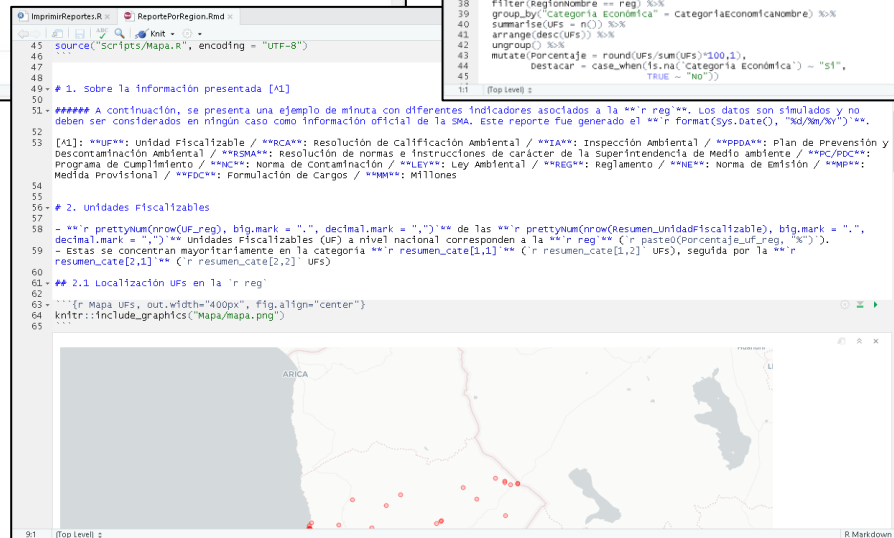 ImprimirReportes.R × ReportePorRegion.Rmd ×
ABC Knit
45 source("Scripts/Mapa.R", encoding = "UTF-8")
46 ```
47
48
49 # 1. Sobre la información presentada [^1]
50
51 ###### A continuación, se presenta una ejemplo de minuta con diferentes indicadores asociados a la **`r reg`**. Los datos son simulados y no
deben ser considerados en ningún caso como información oficial de la SMA. Este reporte fue generado el **`r format(Sys.Date(), "%d/%m/%Y")`**.
52
53 [^1]: **UF**: Unidad Fiscalizable / **RCA**: Resolución de Calificación Ambiental / **IA**: Inspección Ambiental / **PPDA**: Plan de Prevención y
Descontaminación Ambiental / **RSMA**: Resolución de normas e instrucciones de carácter de la Superintendencia de Medio ambiente / **PC/PDC**:
Programa de Cumplimiento / **NC**: Norma de Contaminación / **LEY**: Ley Ambiental / **REG**: Reglamento / **NE**: Norma de Emisión / **MP**:
Medida Provisional / **FDC**: Formulación de Cargos / **MM**: Millones
54
55
56 # 2. Unidades Fiscalizables
57
58 - **`r prettyNum(nrow(UF_reg), big.mark = ".", decimal.mark = ",")`** de las **`r prettyNum(nrow(Resumen_UnidadFiscalizable), big.mark = ".",
decimal.mark = ",")`** Unidades Fiscalizables (UF) a nivel nacional corresponden a la **`r reg`** (`r paste0(Porcentaje_uf_reg, "%")`).
59 - Estas se concentran mayoritariamente en la categoría **`r resumen_cate[1,1]`** (`r resumen_cate[1,2]` UFs), seguida por la **`r
resumen_cate[2,1]`** (`r resumen_cate[2,2]` UFs)
60
61 ## 2.1 Localización UFs en la `r reg`
62
63 ```{r Mapa UFs, out.width="400px", fig.align="center"}
64 knitr::include_graphics("Mapa/mapa.png")
65 ```
ARICA
9:1 (Top Level) R Markdown
38 filter(RegionNombre == reg) %>%
39 group_by("Categoría Económica" = CategoriaEconomicaNombre) %>%
40 summarise(UFs = n()) %>%
41 arrange(desc(UFs)) %>%
42 ungroup() %>%
43 mutate(Porcentaje = round(UFs/sum(UFs)*100,1),
44 Destacar = case_when(is.na(`Categoría Económica`) ~ "Sí",
45 TRUE ~ "No"))
1:1 (Top Level)